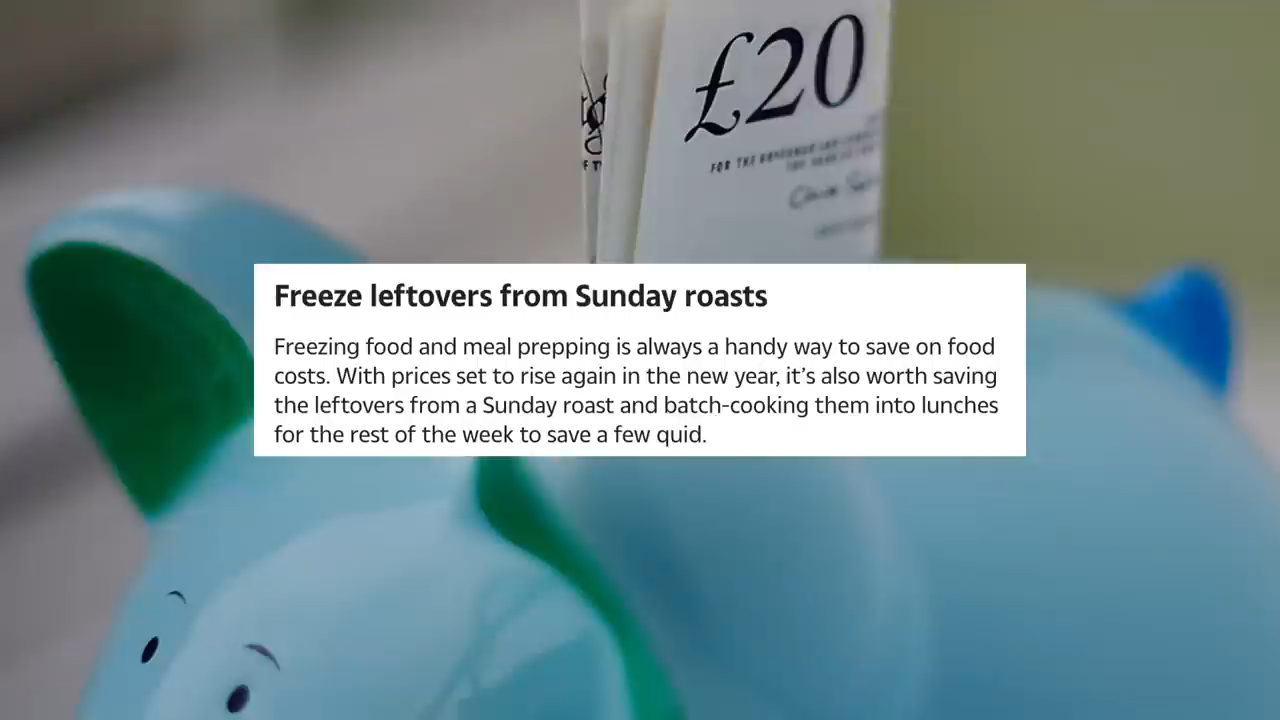 £20
FOR THE
Freeze leftovers from Sunday roasts
Freezing food and meal prepping is always a handy way to save on food
costs. With prices set to rise again in the new year, it’s also worth saving
the leftovers from a Sunday roast and batch-cooking them into lunches
for the rest of the week to save a few quid.